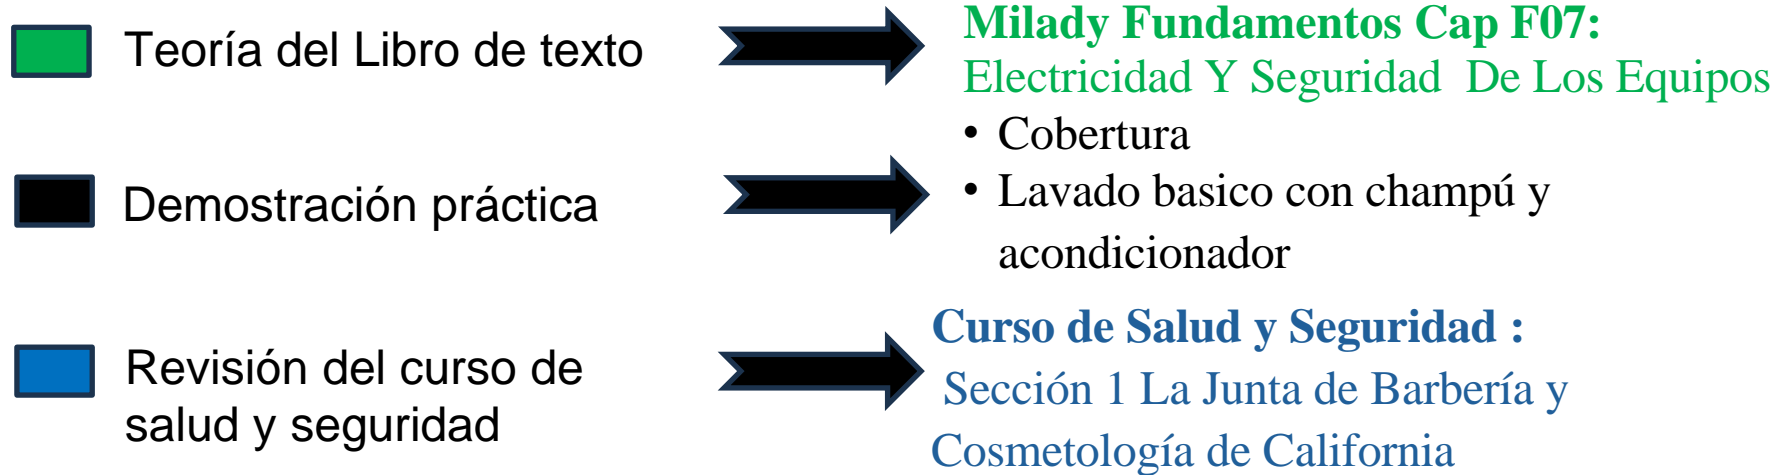 Teoría del Libro de texto
Milady Fundamentos Cap F07:
Electricidad Y Seguridad De Los Equipos
Demostración práctica
• Cobertura
• Lavado basico con champú y
acondicionador
Revisión del curso de
salud y seguridad
Curso de Salud y Seguridad :
Sección 1 La Junta de Barbería y
Cosmetología de California